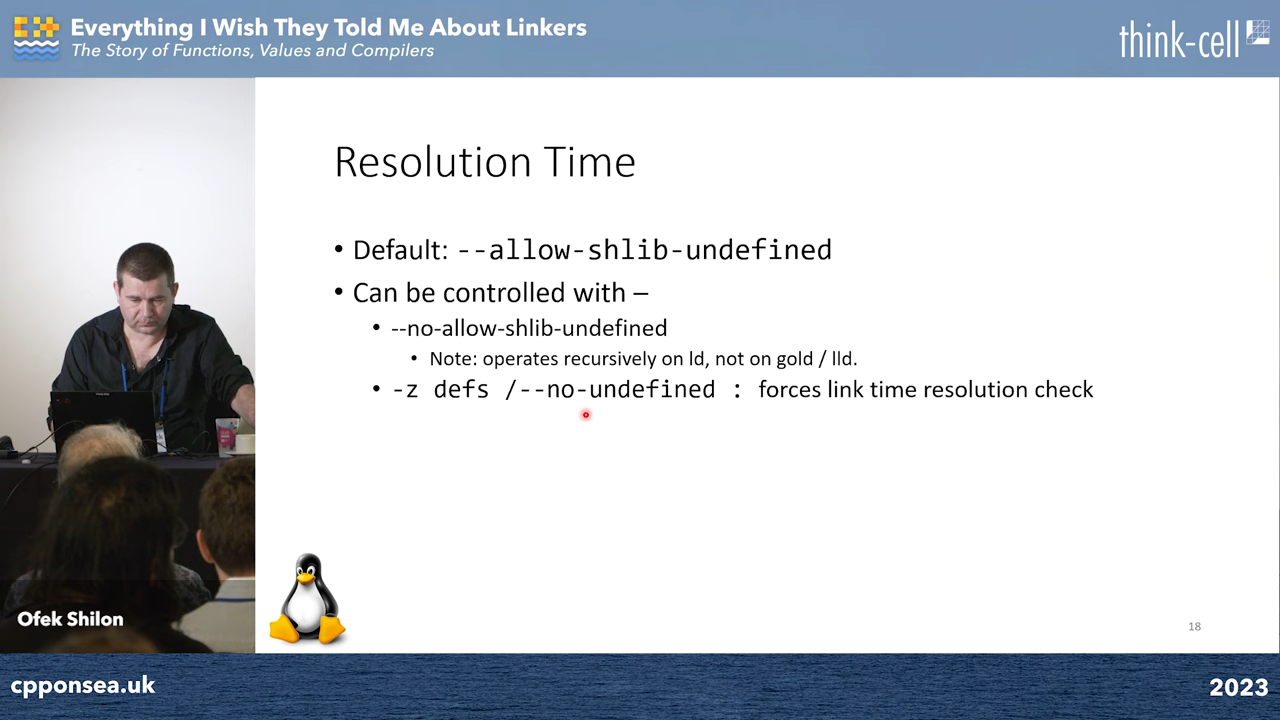 Everything I Wish They Told Me About Linkers
The Story of Functions, Values and Compilers
think-cell
Resolution Time
• Default: --allow-shlib-undefined
• Can be controlled with –
• --no-allow-shlib-undefined
• Note: operates recursively on ld, not on gold / lld.
• -z defs /--no-undefined : forces link time resolution check
Ofek Shilon
18
cpponsea.uk
2023